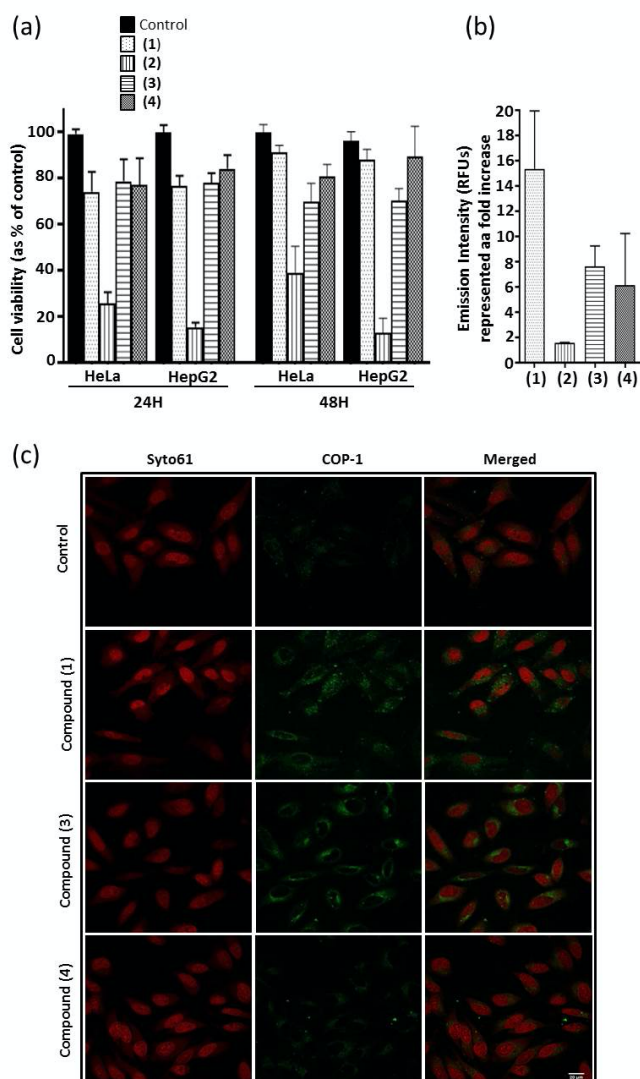 (a)
Control
(1)
(2)
(3)
(4)
Cell viability (as % of control)
100
80
60
40
20
0
HeLa HepG2 HeLa HepG2
24H 48H
(b)
Emission Intensity (RFUs)
represented aa fold increase
20
18
16
14
12
10
8
6
4
2
0
(1) (2) (3) (4)
(c)
Syto61 COP-1 Merged
Control
Compound (1)
Compound (3)
Compound (4)
20 µm